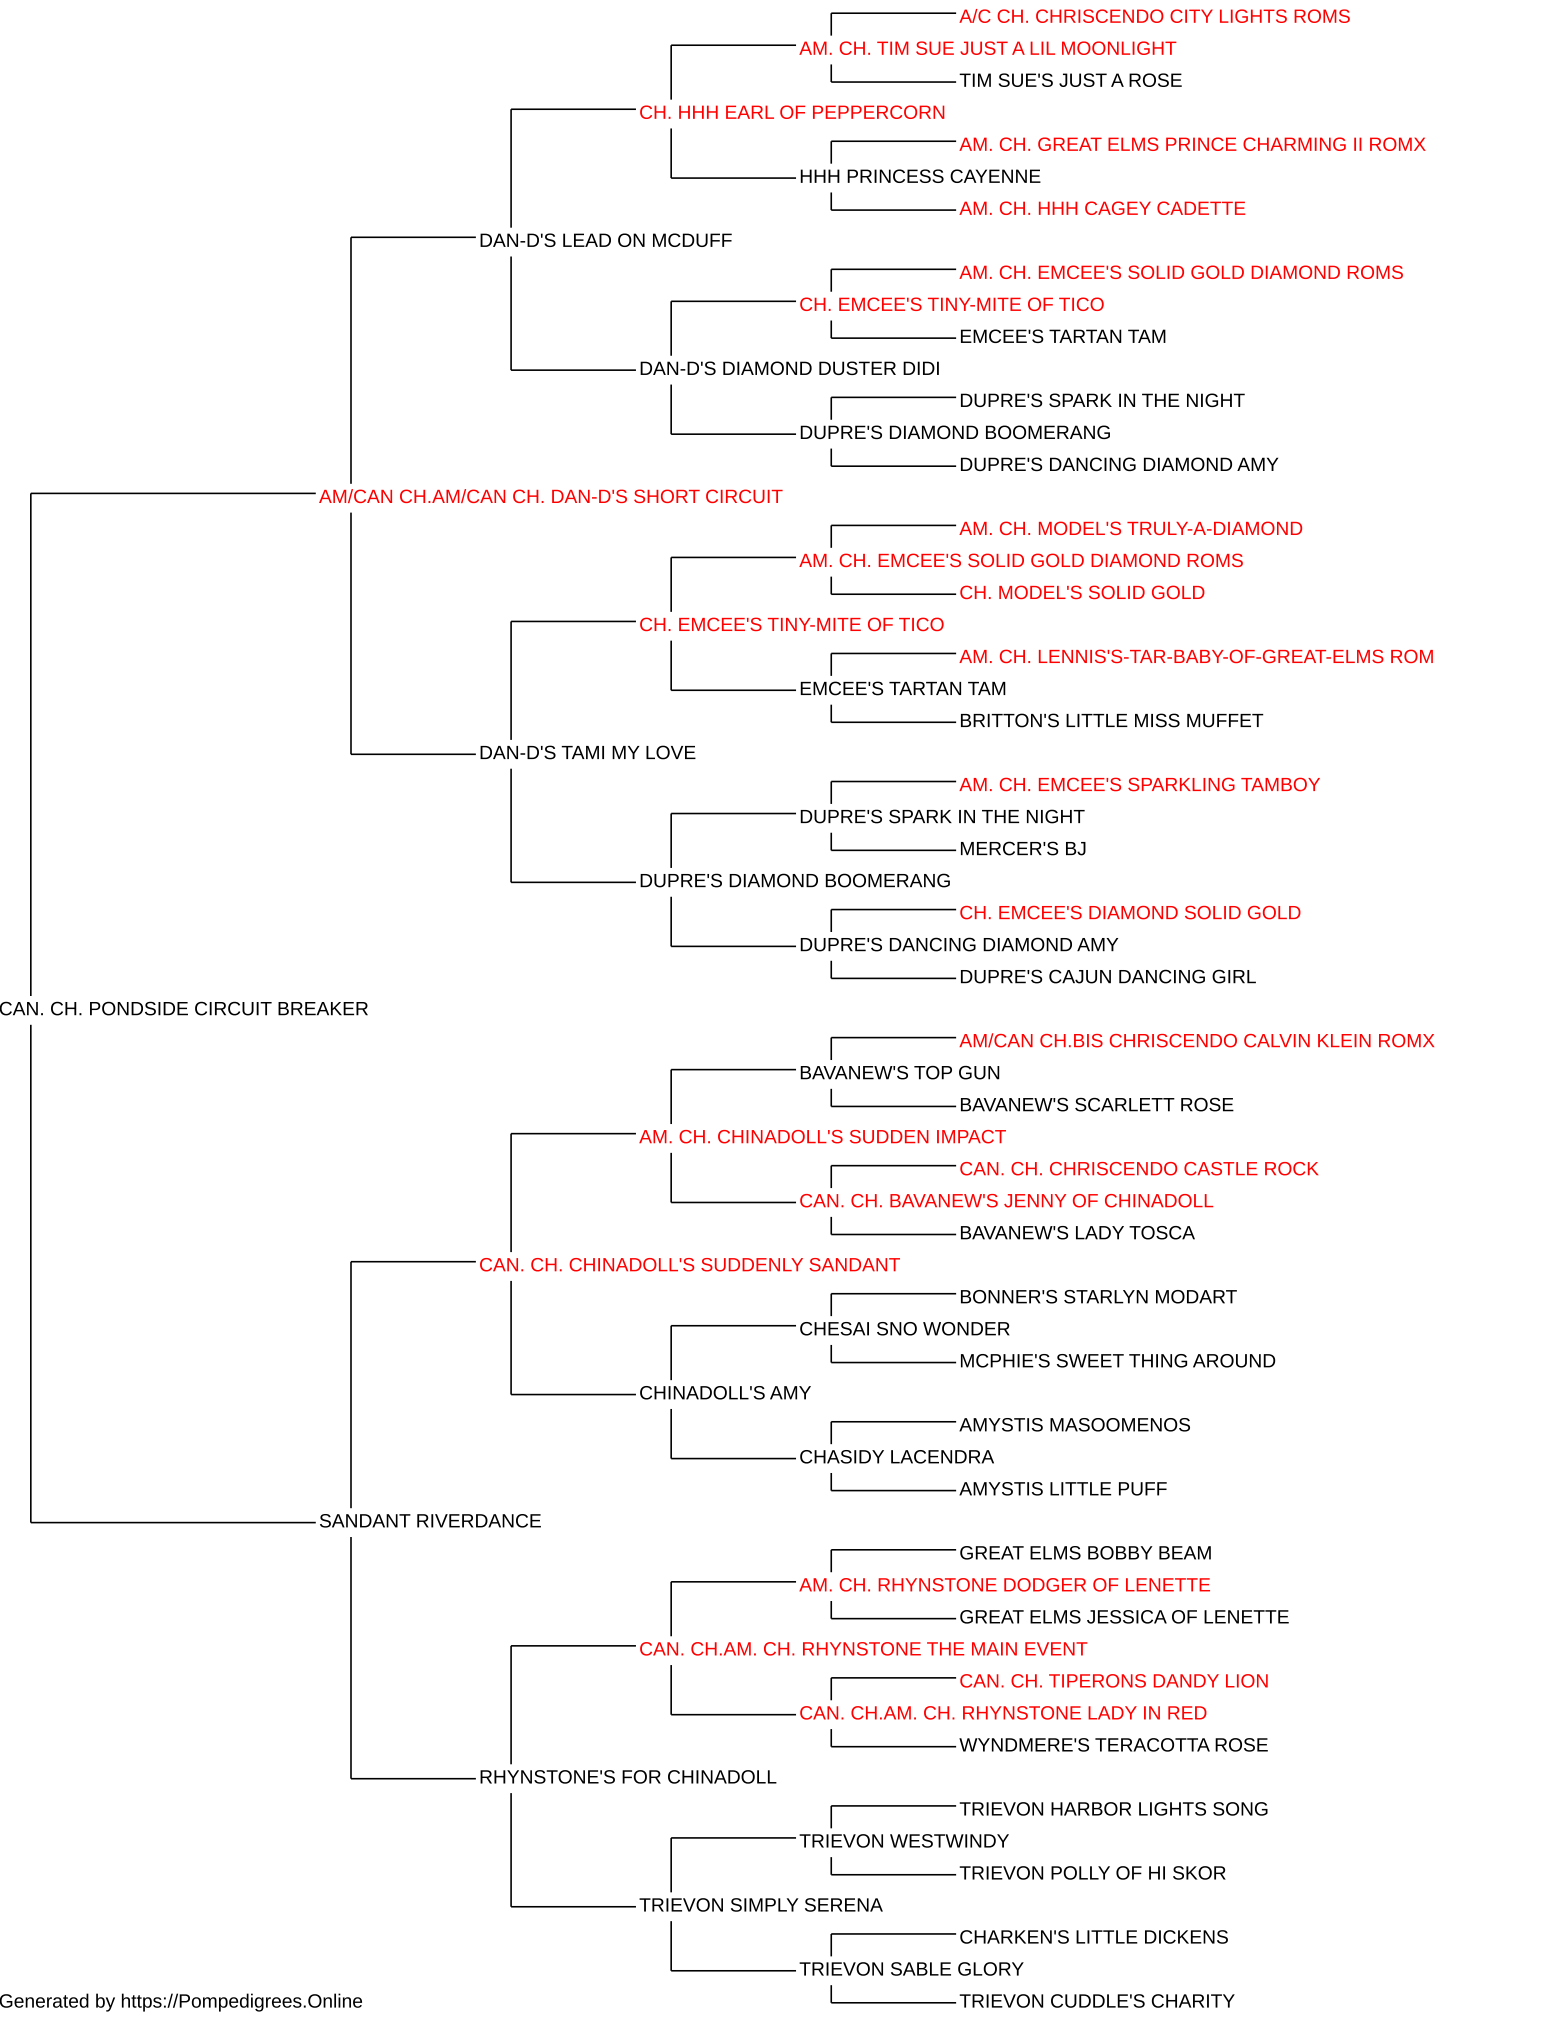 A/C CH. CHRISCENDO CITY LIGHTS ROMS
AM. CH. TIM SUE JUST A LIL MOONLIGHT
TIM SUE'S JUST A ROSE
CH. HHH EARL OF PEPPERCORN
AM. CH. GREAT ELMS PRINCE CHARMING II ROMX
HHH PRINCESS CAYENNE
AM. CH. HHH CAGEY CADETTE
DAN-D'S LEAD ON MCDUFF
AM. CH. EMCEE'S SOLID GOLD DIAMOND ROMS
CH. EMCEE'S TINY-MITE OF TICO
EMCEE'S TARTAN TAM
DAN-D'S DIAMOND DUSTER DIDI
DUPRE'S SPARK IN THE NIGHT
DUPRE'S DIAMOND BOOMERANG
DUPRE'S DANCING DIAMOND AMY
AM/CAN CH.AM/CAN CH. DAN-D'S SHORT CIRCUIT
AM. CH. MODEL'S TRULY-A-DIAMOND
AM. CH. EMCEE'S SOLID GOLD DIAMOND ROMS
CH. MODEL'S SOLID GOLD
CH. EMCEE'S TINY-MITE OF TICO
AM. CH. LENNIS'S-TAR-BABY-OF-GREAT-ELMS ROM
EMCEE'S TARTAN TAM
BRITTON'S LITTLE MISS MUFFET
DAN-D'S TAMI MY LOVE
AM. CH. EMCEE'S SPARKLING TAMBOY
DUPRE'S SPARK IN THE NIGHT
MERCER'S BJ
DUPRE'S DIAMOND BOOMERANG
CH. EMCEE'S DIAMOND SOLID GOLD
DUPRE'S DANCING DIAMOND AMY
DUPRE'S CAJUN DANCING GIRL
CAN. CH. PONDSIDE CIRCUIT BREAKER
AM/CAN CH.BIS CHRISCENDO CALVIN KLEIN ROMX
BAVANEW'S TOP GUN
BAVANEW'S SCARLETT ROSE
AM. CH. CHINADOLL'S SUDDEN IMPACT
CAN. CH. CHRISCENDO CASTLE ROCK
CAN. CH. BAVANEW'S JENNY OF CHINADOLL
BAVANEW'S LADY TOSCA
CAN. CH. CHINADOLL'S SUDDENLY SANDANT
BONNER'S STARLYN MODART
CHESAI SNO WONDER
MCPHIE'S SWEET THING AROUND
CHINADOLL'S AMY
AMYSTIS MASOOMENOS
CHASIDY LACENDRA
AMYSTIS LITTLE PUFF
SANDANT RIVERDANCE
GREAT ELMS BOBBY BEAM
AM. CH. RHYNSTONE DODGER OF LENETTE
GREAT ELMS JESSICA OF LENETTE
CAN. CH.AM. CH. RHYNSTONE THE MAIN EVENT
CAN. CH. TIPERONS DANDY LION
CAN. CH.AM. CH. RHYNSTONE LADY IN RED
WYNDMERE'S TERACOTTA ROSE
RHYNSTONE'S FOR CHINADOLL
TRIEVON HARBOR LIGHTS SONG
TRIEVON WESTWINDY
TRIEVON POLLY OF HI SKOR
TRIEVON SIMPLY SERENA
CHARKEN'S LITTLE DICKENS
TRIEVON SABLE GLORY
TRIEVON CUDDLE'S CHARITY
Generated by https://Pompedigrees.Online